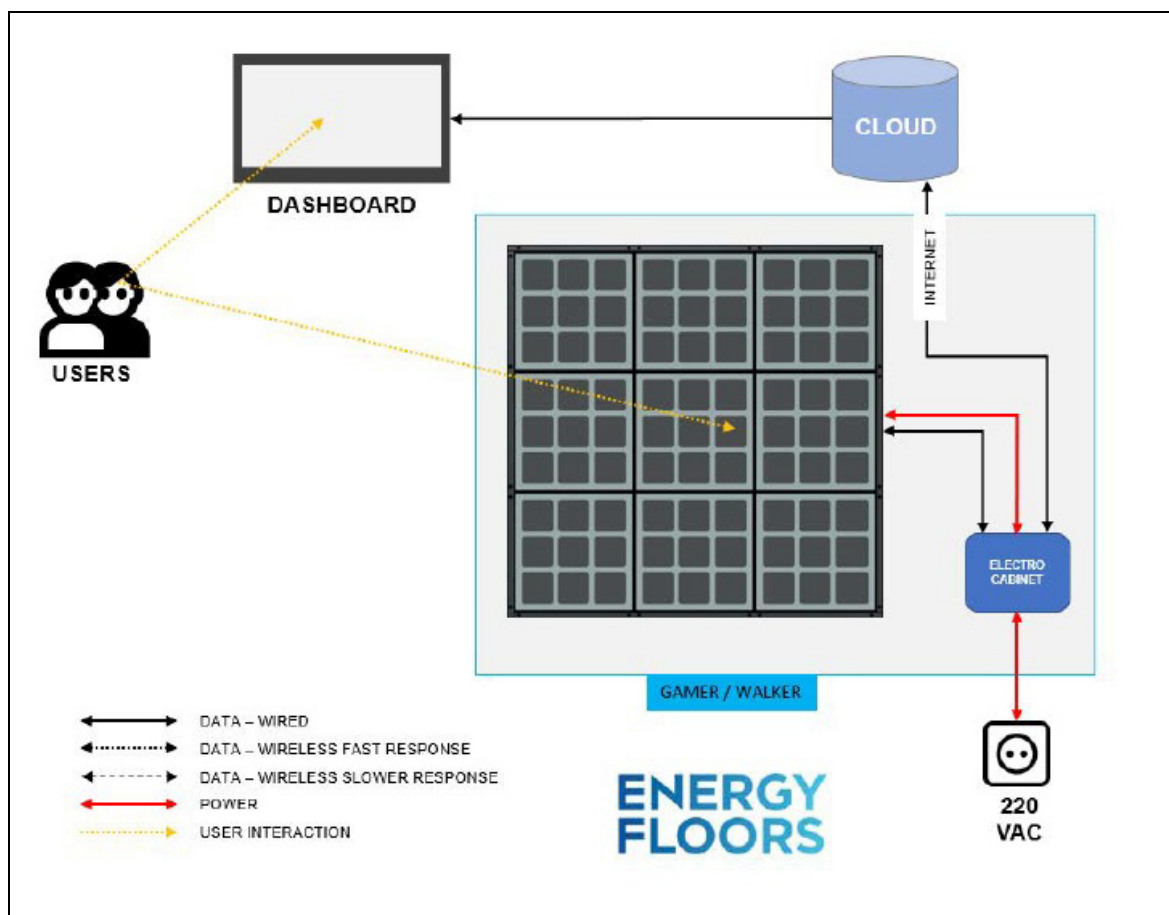 CLOUD
DASHBOARD
INTERNET
USERS
ELECTRO
CABINET
GAMER / WALKER
DATA – WIRED
DATA – WIRELESS FAST RESPONSE
DATA – WIRELESS SLOWER RESPONSE
POWER
USER INTERACTION
ENERGY
FLOORS
220
VAC